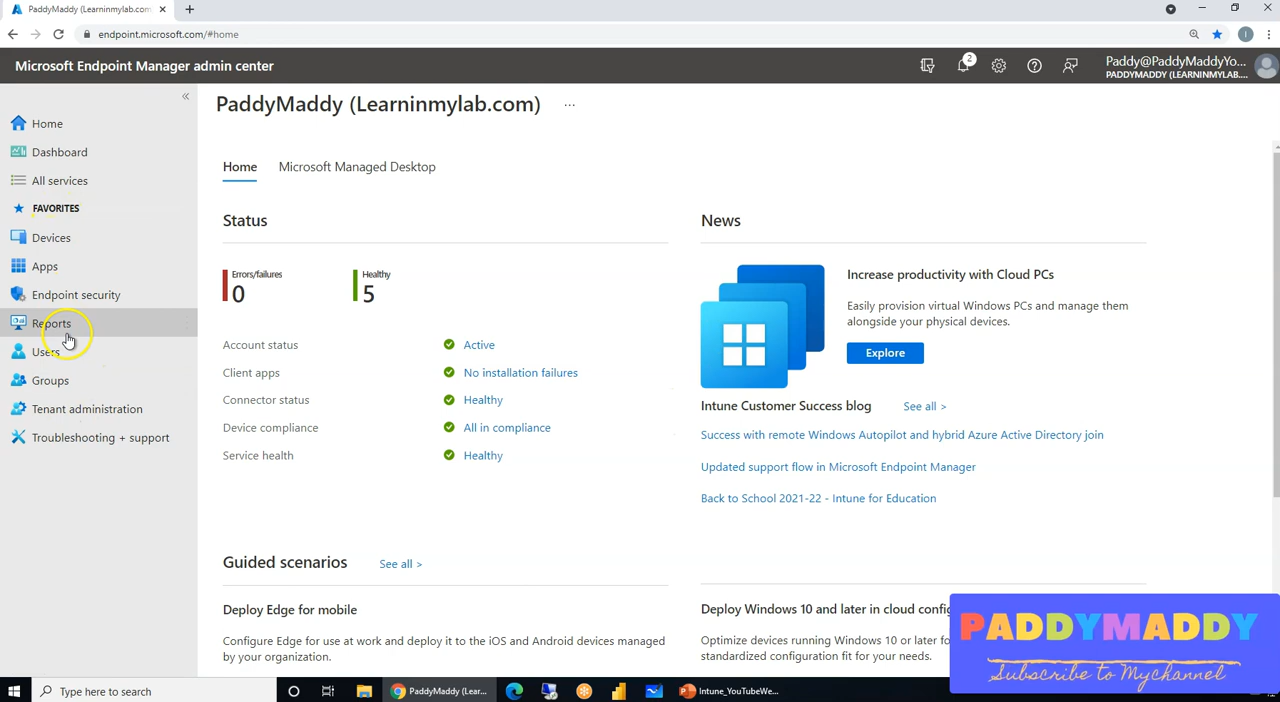 PaddyMaddy (Learninmylab.com)
endpoint.microsoft.com/#home
Microsoft Endpoint Manager admin center
2
Paddy@PaddyMaddyYo...
PADDYMADDY (LEARNINMYLAB....
I
Home
Dashboard
All services
FAVORITES
Devices
Apps
Endpoint security
Reports
Users
Groups
Tenant administration
Troubleshooting + support
PaddyMaddy (Learninmylab.com) ...
Home
Microsoft Managed Desktop
Status
Errors/failures
0
Healthy
5
Account status
Active
Client apps
No installation failures
Connector status
Healthy
Device compliance
All in compliance
Service health
Healthy
News
Increase productivity with Cloud PCs
Easily provision virtual Windows PCs and manage them
alongside your physical devices.
Explore
Intune Customer Success blog
See all >
Success with remote Windows Autopilot and hybrid Azure Active Directory join
Updated support flow in Microsoft Endpoint Manager
Back to School 2021-22 - Intune for Education
Guided scenarios
See all >
Deploy Edge for mobile
Configure Edge for use at work and deploy it to the iOS and Android devices managed
by your organization.
Deploy Windows 10 and later in cloud config
Optimize devices running Windows 10 or later fo
standardized configuration fit for your needs.
PADDYMADDY
Subscribe to Mychannel
Type here to search
PaddyMaddy (Lear...
Intune_YouTubeWe...